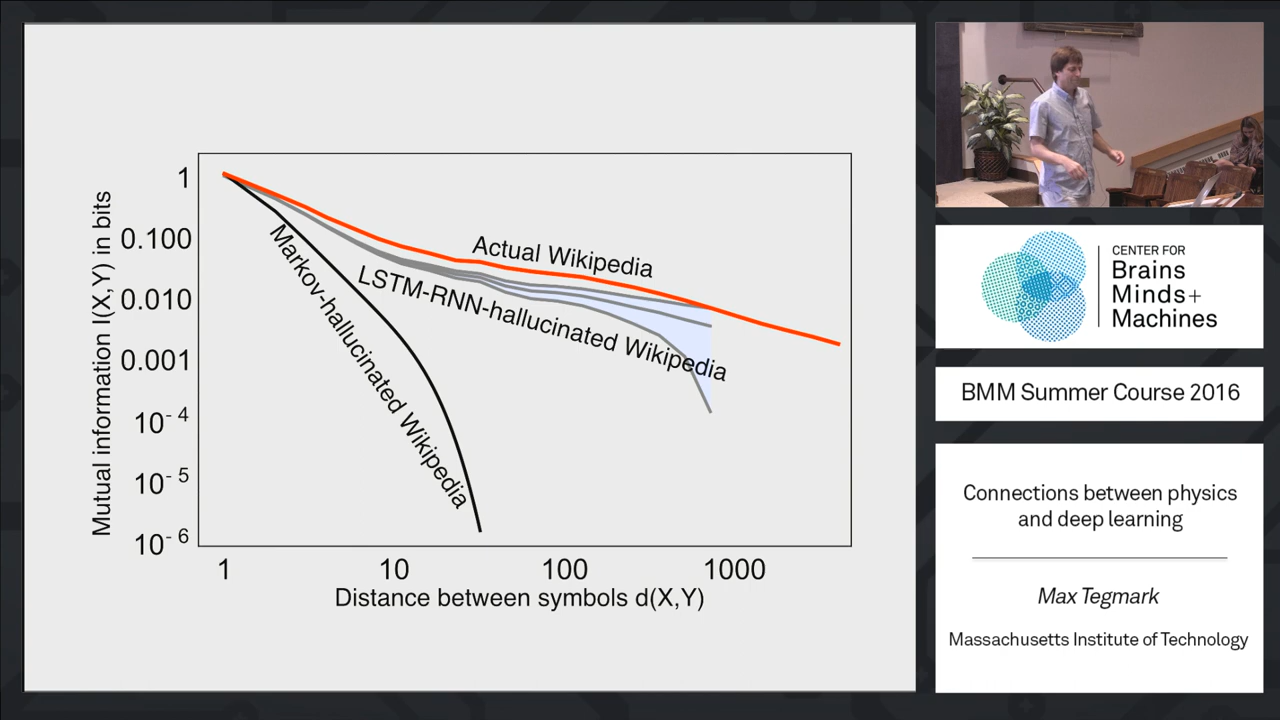 Mutual information I(X,Y) in bits
1
0.100
0.010
0.001
10-4
10-5
10-6
Actual Wikipedia
LSTM-RNN-hallucinated Wikipedia
Markov-hallucinated Wikipedia
1 10 100 1000
Distance between symbols d(X,Y)
CENTER FOR
Brains
Minds+
Machines
BMM Summer Course 2016
Connections between physics
and deep learning
Max Tegmark
Massachusetts Institute of Technology